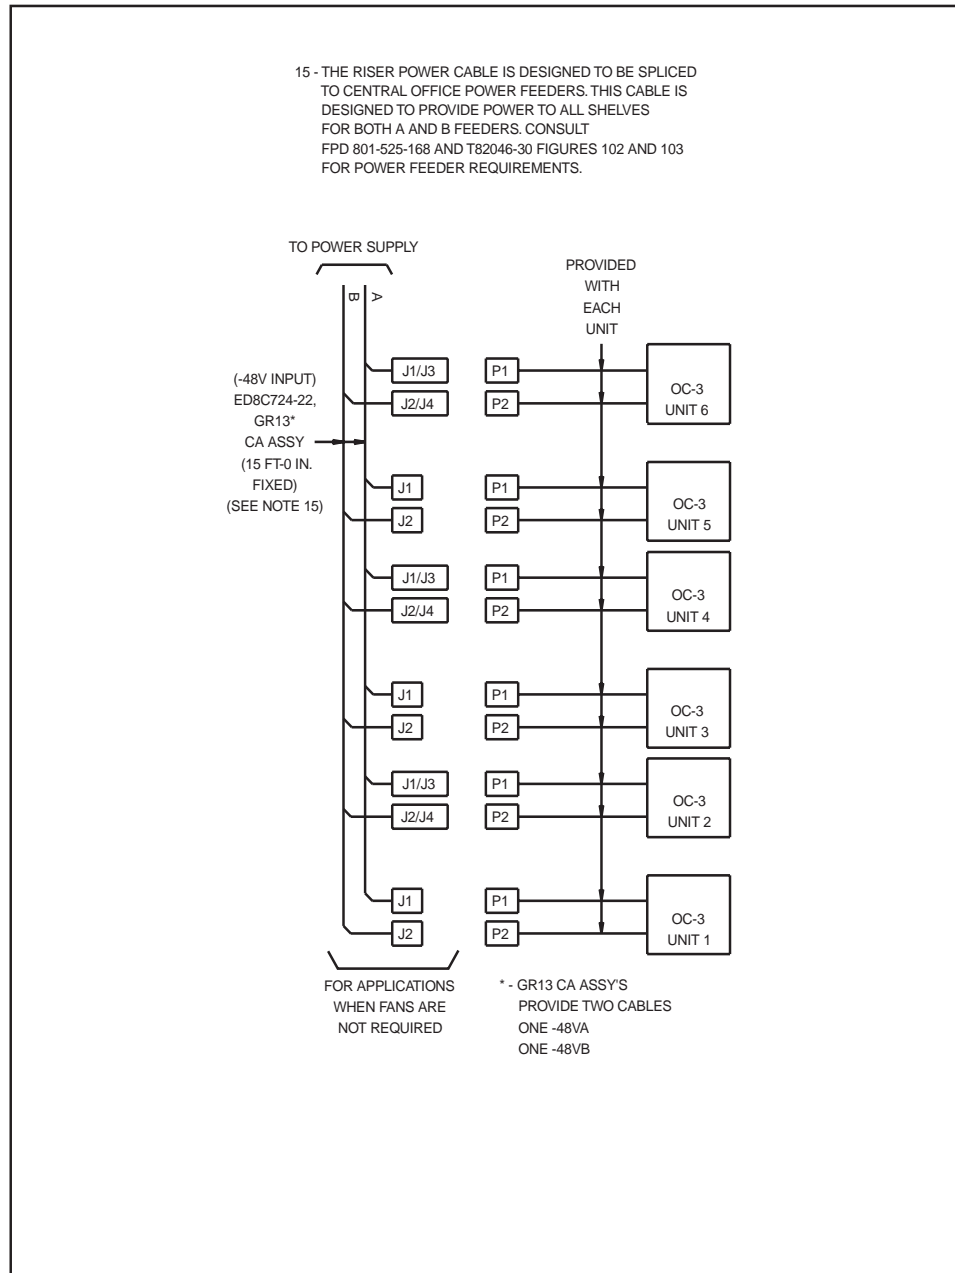 15 - THE RISER POWER CABLE IS DESIGNED TO BE SPLICED
TO CENTRAL OFFICE POWER FEEDERS. THIS CABLE IS
DESIGNED TO PROVIDE POWER TO ALL SHELVES
FOR BOTH A AND B FEEDERS. CONSULT
FPD 801-525-168 AND T82046-30 FIGURES 102 AND 103
FOR POWER FEEDER REQUIREMENTS.
TO POWER SUPPLY
B
A
PROVIDED
WITH
EACH
UNIT
(-48V INPUT)
ED8C724-22,
GR13*
CA ASSY
(15 FT-0 IN.
FIXED)
(SEE NOTE 15)
J1/J3
P1
J2/J4
P2
OC-3
UNIT 6
J1
P1
J2
P2
OC-3
UNIT 5
J1/J3
P1
J2/J4
P2
OC-3
UNIT 4
J1
P1
J2
P2
OC-3
UNIT 3
J1/J3
P1
J2/J4
P2
OC-3
UNIT 2
J1
P1
J2
P2
OC-3
UNIT 1
FOR APPLICATIONS
WHEN FANS ARE
NOT REQUIRED
* - GR13 CA ASSY'S
PROVIDE TWO CABLES
ONE -48VA
ONE -48VB